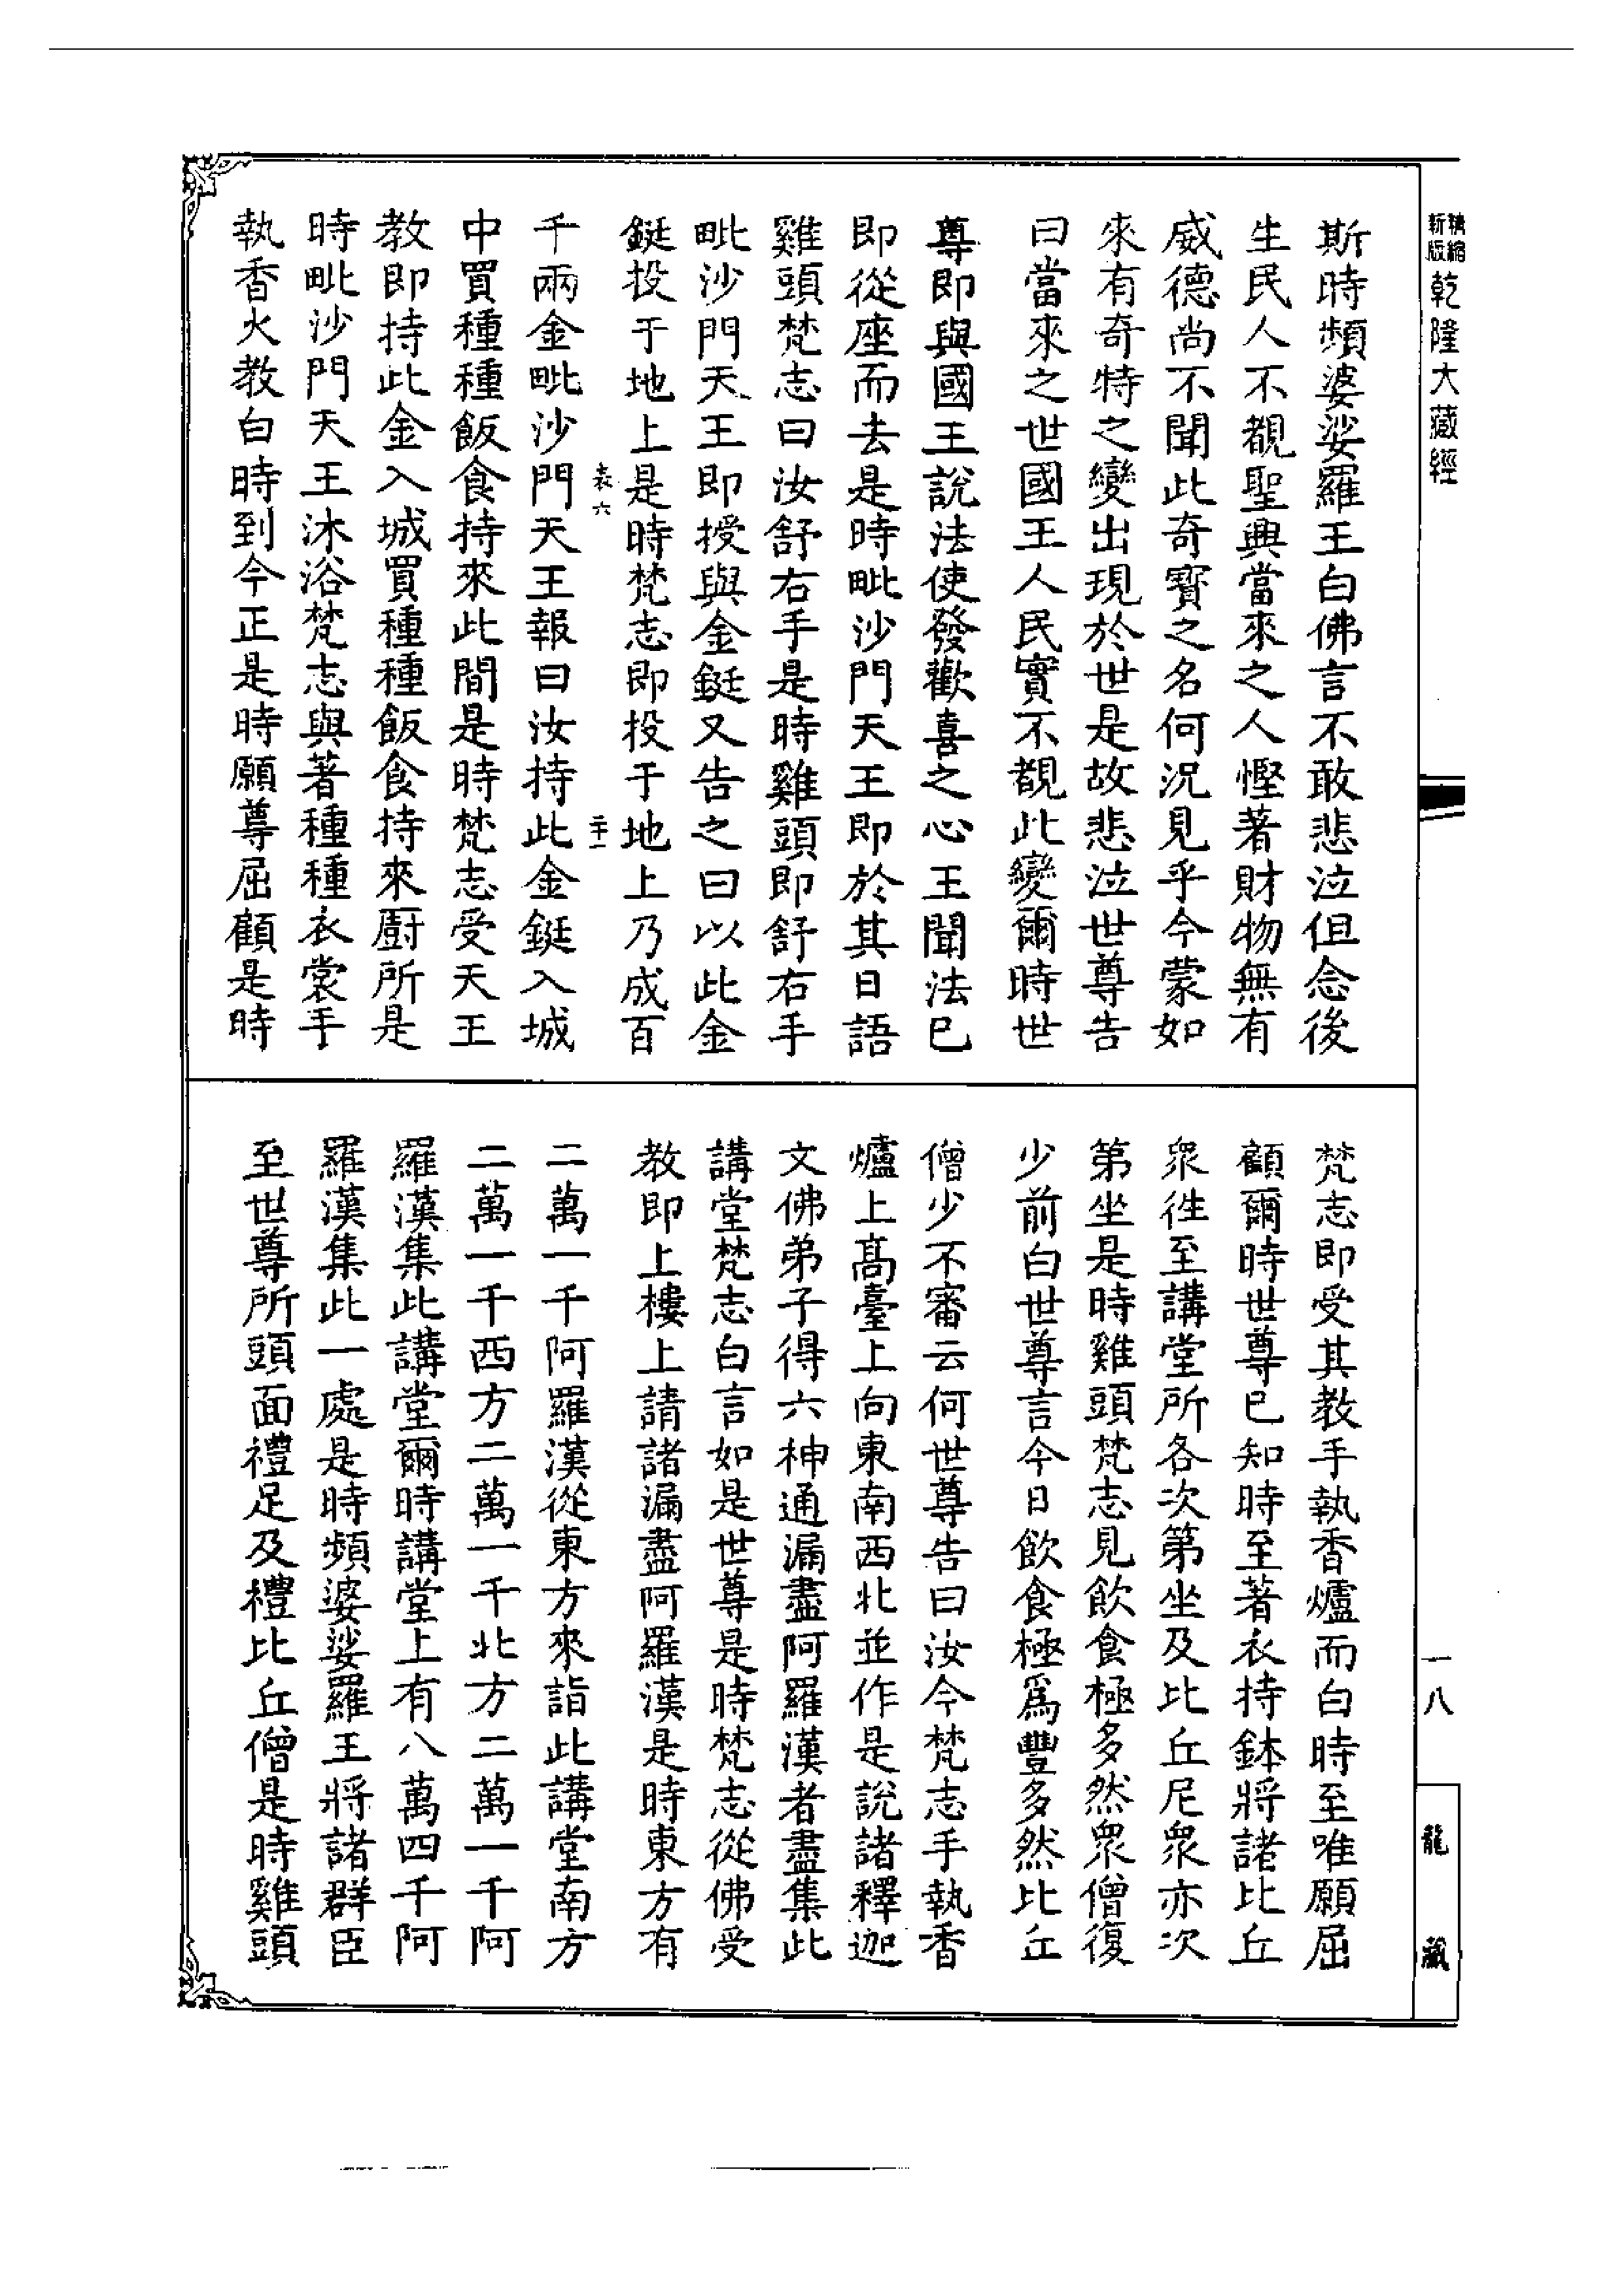 精縮新版乾隆大藏經
斯時頻婆娑羅王白佛言不敢悲泣但念後
生民人不覩聖興當來之人慳著財物無有
威德尚不聞此奇寶之名何況見乎今蒙如
來有奇特之變出現於世是故悲泣世尊告
曰當來之世國王人民實不覩此變爾時世
尊即與國王說法使發歡喜之心王聞法已
即從座而去是時毗沙門天王即於其日語
雞頭梵志曰汝舒右手是時雞頭即舒右手
毗沙門天王即授與金鋌又告之曰以此金
鋌投于地上是時梵志即投于地上乃成百
表六 二十一
千兩金毗沙門天王報曰汝持此金鋌入城
中買種種飯食持來此間是時梵志受天王
教即持此金入城買種種飯食持來廚所是
時毗沙門天王沐浴梵志與著種種衣裳手
執香火教白時到今正是時願尊屈顧是時
梵志即受其教手執香爐而白時至唯願屈
顧爾時世尊已知時至著衣持鉢將諸比丘
眾徃至講堂所各次第坐及比丘尼眾亦次
第坐是時雞頭梵志見飲食極多然眾僧復
少前白世尊言今日飲食極為豐多然比丘
僧少不審云何世尊告曰汝今梵志手執香
爐上高臺上向東南西北並作是說諸釋迦
文佛弟子得六神通漏盡阿羅漢者盡集此
講堂梵志白言如是世尊是時梵志從佛受
教即上樓上請諸漏盡阿羅漢是時東方有
二萬一千阿羅漢從東方來詣此講堂南方
二萬一千西方二萬一千北方二萬一千阿
羅漢集此講堂爾時講堂上有八萬四千阿
羅漢集此一處是時頻婆娑羅王將諸群臣
至世尊所頭面禮足及禮比丘僧是時雞頭
一八
龍藏